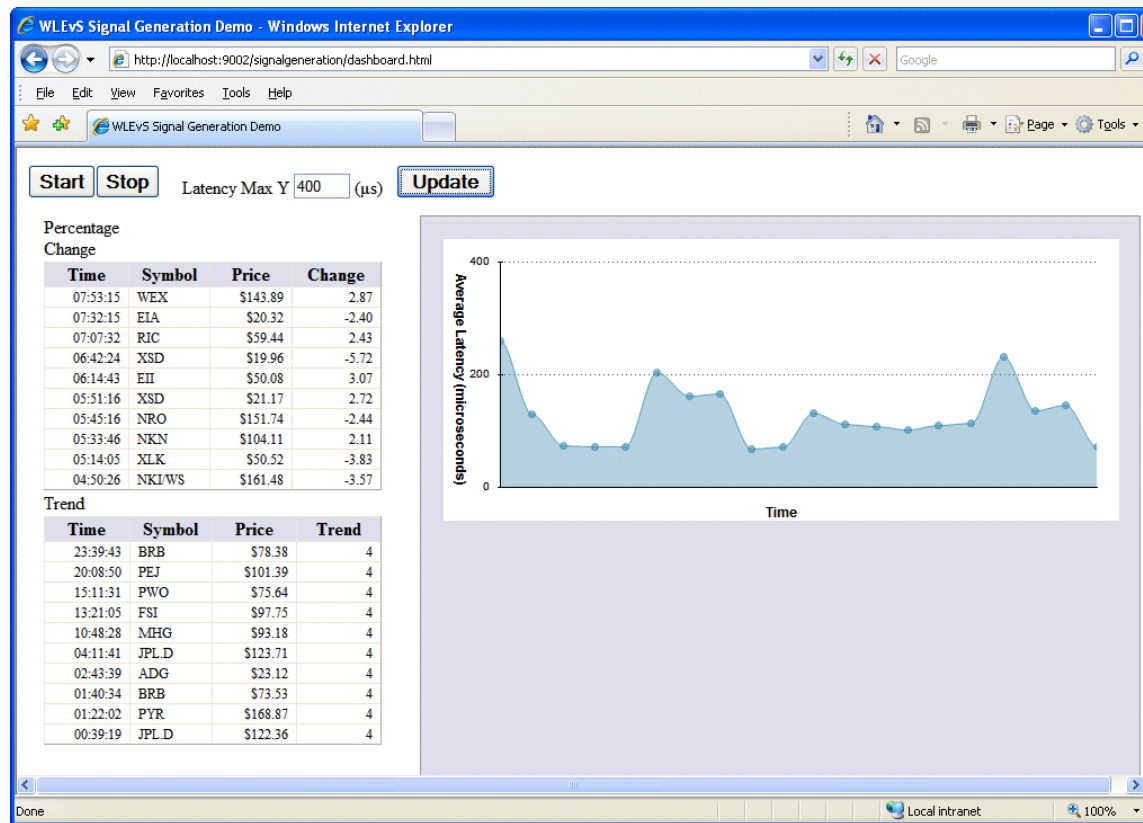 WLEvS Signal Generation Demo - Windows Internet Explorer
http://localhost:9002/signalgeneration/dashboard.html
Google
File Edit View Favorites Tools Help
WLEvS Signal Generation Demo
Page Tools
Start Stop Latency Max Y 400 (µs) Update
Percentage
Change
Time Symbol Price Change
07:53:15 WEX $143.89 2.87
07:32:15 EIA $20.32 -2.40
07:07:32 RIC $59.44 2.43
06:42:24 XSD $19.96 -5.72
06:14:43 EII $50.08 3.07
05:51:16 XSD $21.17 2.72
05:45:16 NRO $151.74 -2.44
05:33:46 NKN $104.11 2.11
05:14:05 XLK $50.52 -3.83
04:50:26 NKI/WS $161.48 -3.57
Trend
Time Symbol Price Trend
23:39:43 BRB $78.38 4
20:08:50 PEJ $101.39 4
15:11:31 PWO $75.64 4
13:21:05 FSI $97.75 4
10:48:28 MHG $93.18 4
04:11:41 JPL.D $123.71 4
02:43:39 ADG $23.12 4
01:40:34 BRB $73.53 4
01:22:02 PYR $168.87 4
00:39:19 JPL.D $122.36 4
400
200
0
Average Latency (microseconds)
Time
Done
Local intranet
100%